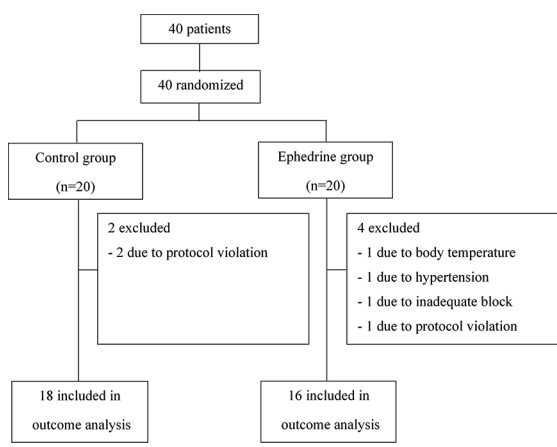 40 patients
40 randomized
Control group
(n=20)
Ephedrine group
(n=20)
2 excluded
- 2 due to protocol violation
4 excluded
- 1 due to body temperature
- 1 due to hypertension
- 1 due to inadequate block
- 1 due to protocol violation
18 included in
outcome analysis
16 included in
outcome analysis